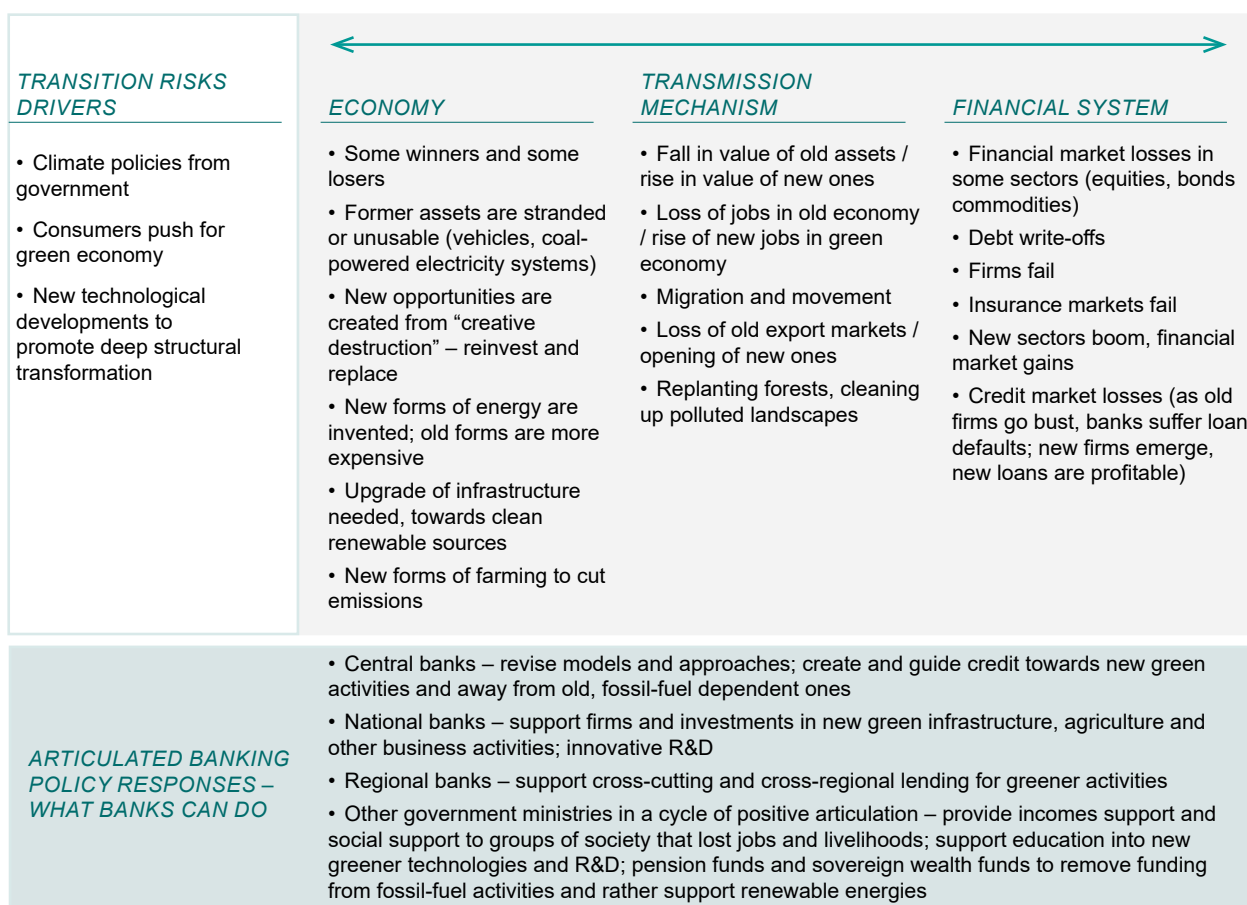 TRANSITION RISKS
DRIVERS
• Climate policies from
government
• Consumers push for
green economy
• New technological
developments to
promote deep structural
transformation
ECONOMY
• Some winners and some
losers
• Former assets are stranded
or unusable (vehicles, coal-
powered electricity systems)
• New opportunities are
created from “creative
destruction” – reinvest and
replace
• New forms of energy are
invented; old forms are more
expensive
• Upgrade of infrastructure
needed, towards clean
renewable sources
• New forms of farming to cut
emissions
TRANSMISSION
MECHANISM
• Fall in value of old assets /
rise in value of new ones
• Loss of jobs in old economy
/ rise of new jobs in green
economy
• Migration and movement
• Loss of old export markets /
opening of new ones
• Replanting forests, cleaning
up polluted landscapes
FINANCIAL SYSTEM
• Financial market losses in
some sectors (equities, bonds
commodities)
• Debt write-offs
• Firms fail
• Insurance markets fail
• New sectors boom, financial
market gains
• Credit market losses (as old
firms go bust, banks suffer loan
defaults; new firms emerge,
new loans are profitable)
ARTICULATED BANKING
POLICY RESPONSES –
WHAT BANKS CAN DO
• Central banks – revise models and approaches; create and guide credit towards new green
activities and away from old, fossil-fuel dependent ones
• National banks – support firms and investments in new green infrastructure, agriculture and
other business activities; innovative R&D
• Regional banks – support cross-cutting and cross-regional lending for greener activities
• Other government ministries in a cycle of positive articulation – provide incomes support and
social support to groups of society that lost jobs and livelihoods; support education into new
greener technologies and R&D; pension funds and sovereign wealth funds to remove funding
from fossil-fuel activities and rather support renewable energies